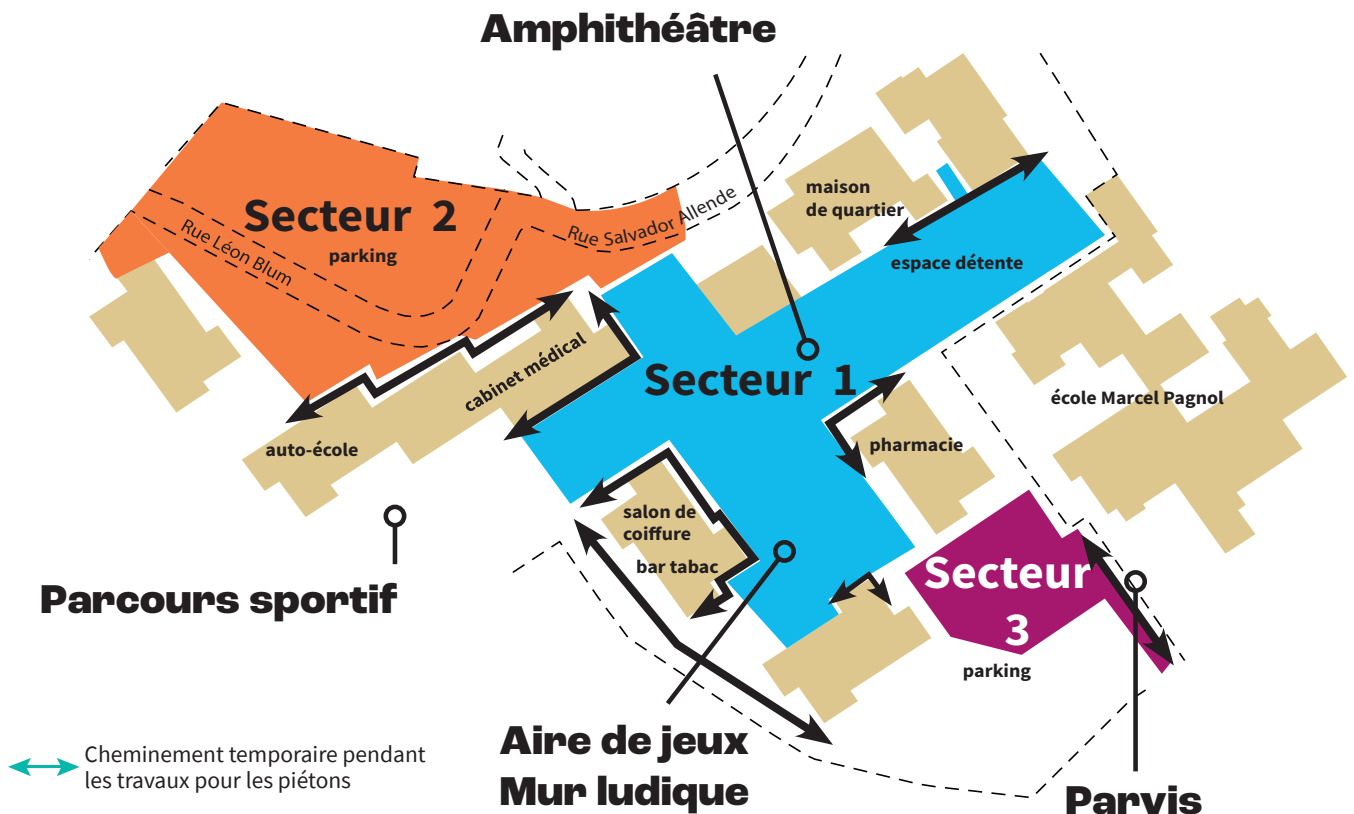 Amphithéâtre
maison
de quartier
Secteur 2
parking
Rue Léon Blum
Rue Salvador Allende
espace détente
cabinet médical
Secteur 1
école Marcel Pagnol
auto-école
pharmacie
salon de
coiffure
bar tabac
Secteur
3
parking
Parcours sportif
Aire de jeux
Mur ludique
Parvis
Cheminement temporaire pendant
les travaux pour les piétons